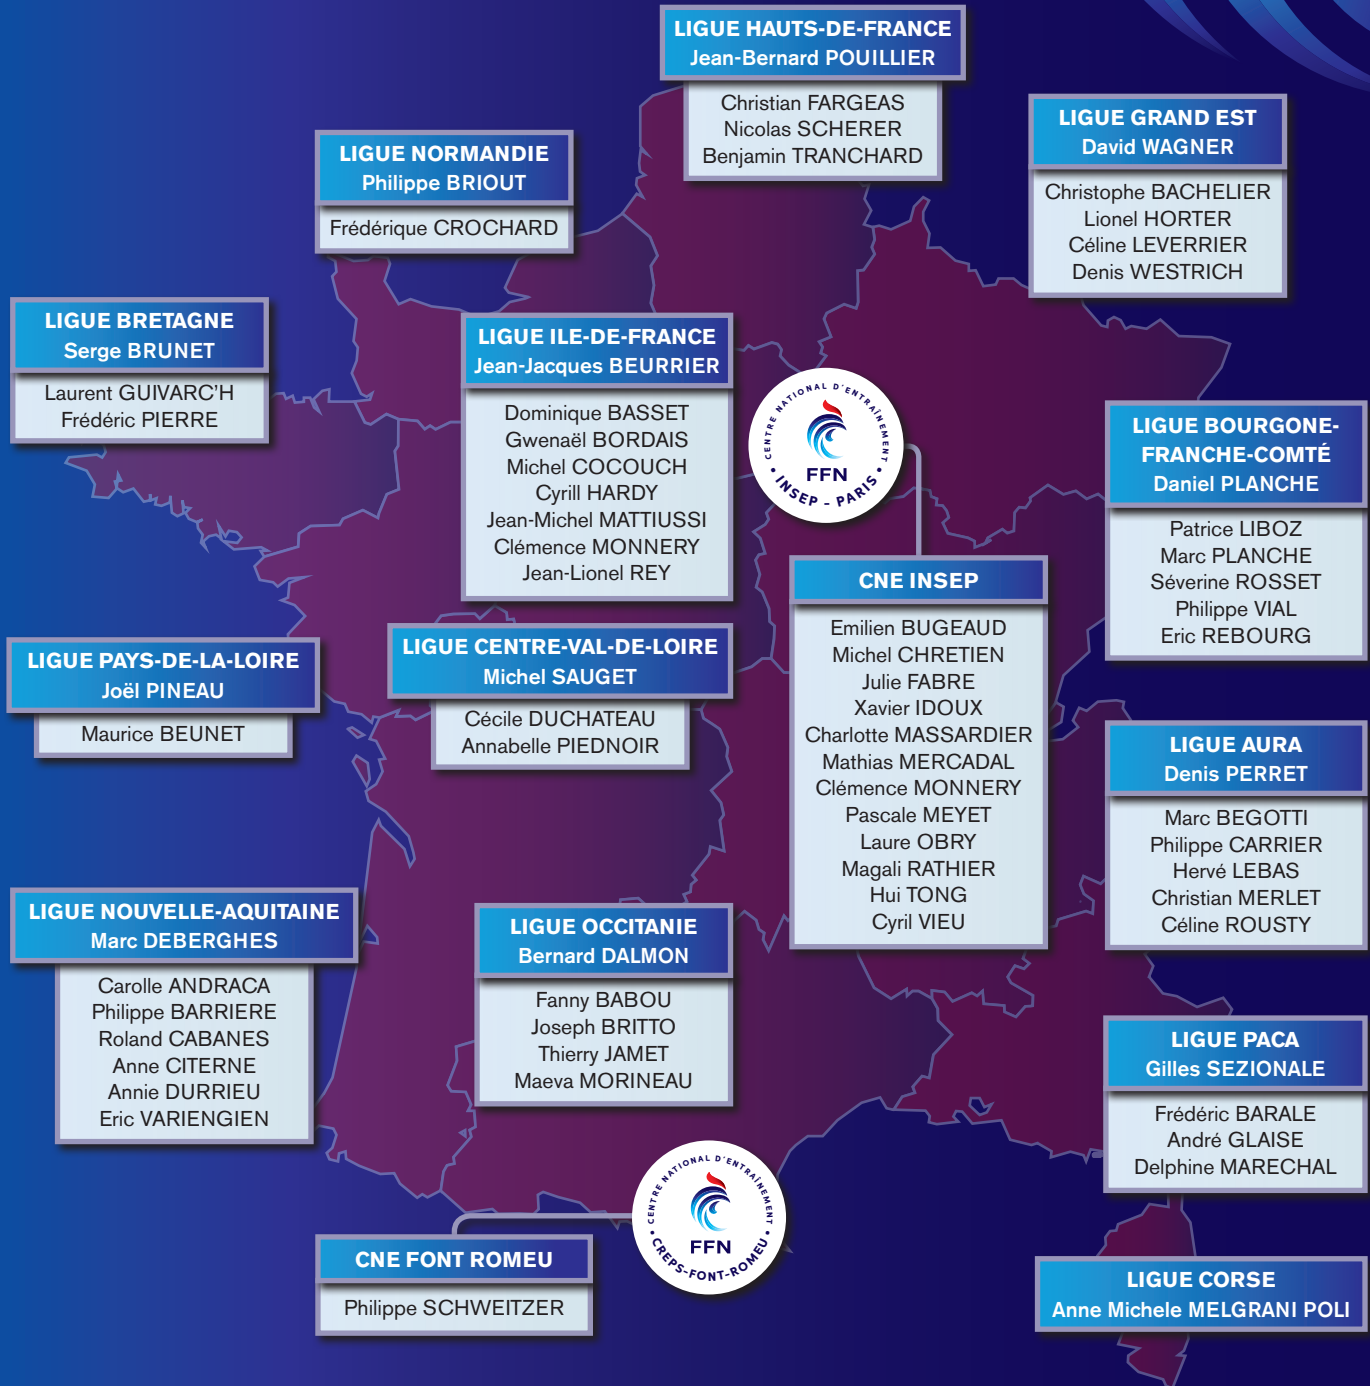 LIGUE HAUTS-DE-FRANCE
Jean-Bernard POUILLIER
Christian FARGEAS
Nicolas SCHERER
Benjamin TRANCHARD
LIGUE GRAND EST
David WAGNER
Christophe BACHELIER
Lionel HORTER
Céline LEVERRIER
Denis WESTRICH
LIGUE NORMANDIE
Philippe BRIOUT
Frédérique CROCHARD
LIGUE BRETAGNE
Serge BRUNET
Laurent GUIVARC'H
Frédéric PIERRE
LIGUE ILE-DE-FRANCE
Jean-Jacques BEURRIER
Dominique BASSET
Gwenaël BORDAIS
Michel COCOUCH
Cyrill HARDY
Jean-Michel MATTIUSSI
Clémence MONNERY
Jean-Lionel REY
CENTRE NATIONAL D'ENTRAÎNEMENT
FFN
• INSEP - PARIS •
LIGUE BOURGONE-
FRANCHE-COMTÉ
Daniel PLANCHE
Patrice LIBOZ
Marc PLANCHE
Séverine ROSSET
Philippe VIAL
Eric REBOURG
CNE INSEP
Emilien BUGEAUD
Michel CHRETIEN
Julie FABRE
Xavier IDOUX
Charlotte MASSARDIER
Mathias MERCADAL
Clémence MONNERY
Pascale MEYET
Laure OBRY
Magali RATHIER
Hui TONG
Cyril VIEU
LIGUE PAYS-DE-LA-LOIRE
Joël PINEAU
Maurice BEUNET
LIGUE CENTRE-VAL-DE-LOIRE
Michel SAUGET
Cécile DUCHATEAU
Annabelle PIEDNOIR
LIGUE AURA
Denis PERRET
Marc BEGOTTI
Philippe CARRIER
Hervé LEBAS
Christian MERLET
Céline ROUSTY
LIGUE NOUVELLE-AQUITAINE
Marc DEBERGHES
Carolle ANDRACA
Philippe BARRIERE
Roland CABANES
Anne CITERNE
Annie DURRIEU
Eric VARIENGIEN
LIGUE OCCITANIE
Bernard DALMON
Fanny BABOU
Joseph BRITTO
Thierry JAMET
Maeva MORINEAU
LIGUE PACA
Gilles SEZIONALE
Frédéric BARALE
André GLAISE
Delphine MARECHAL
CENTRE NATIONAL D'ENTRAÎNEMENT
FFN
• CREPS-FONT-ROMEU •
CNE FONT ROMEU
Philippe SCHWEITZER
LIGUE CORSE
Anne Michele MELGRANI POLI